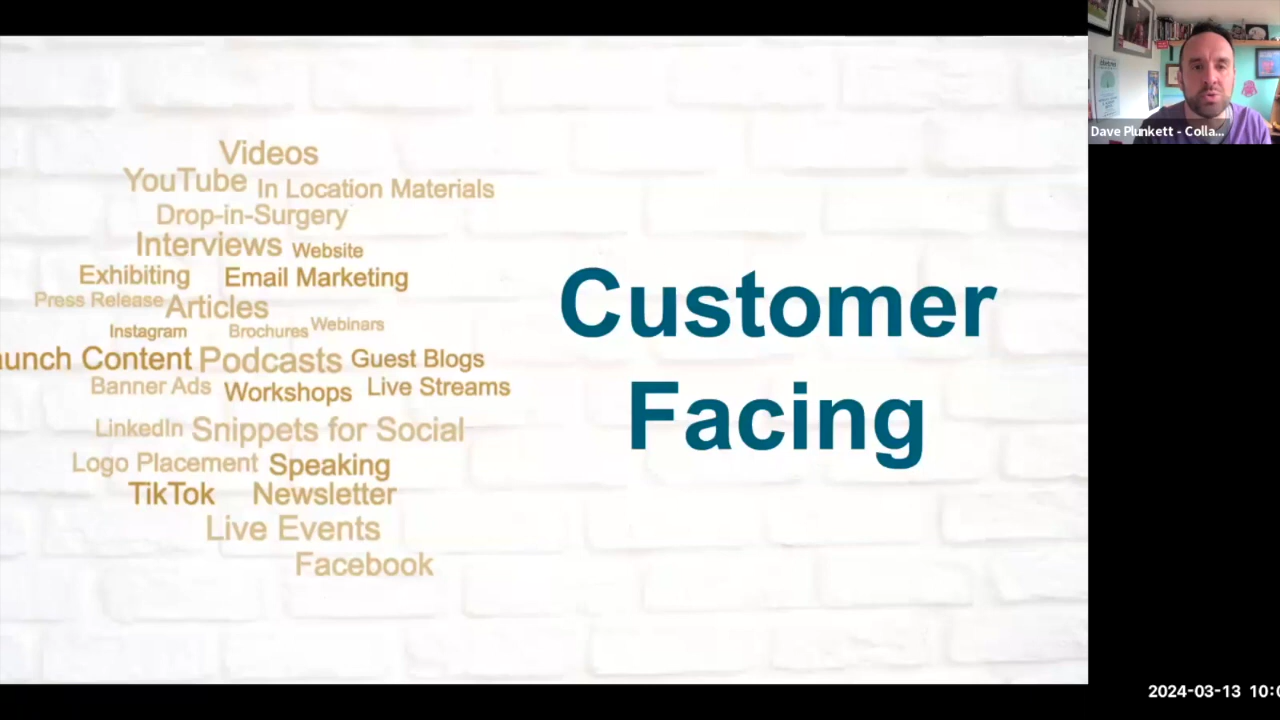 Videos
YouTube In Location Materials
Drop-in-Surgery
Interviews Website
Exhibiting Email Marketing
Press Release Articles
Instagram Brochures Webinars
aunch Content Podcasts Guest Blogs
Banner Ads Workshops Live Streams
LinkedIn Snippets for Social
Logo Placement Speaking
TikTok Newsletter
Live Events
Facebook
Customer
Facing
Dave Plunkett - Colla...
2024-03-13 10:0